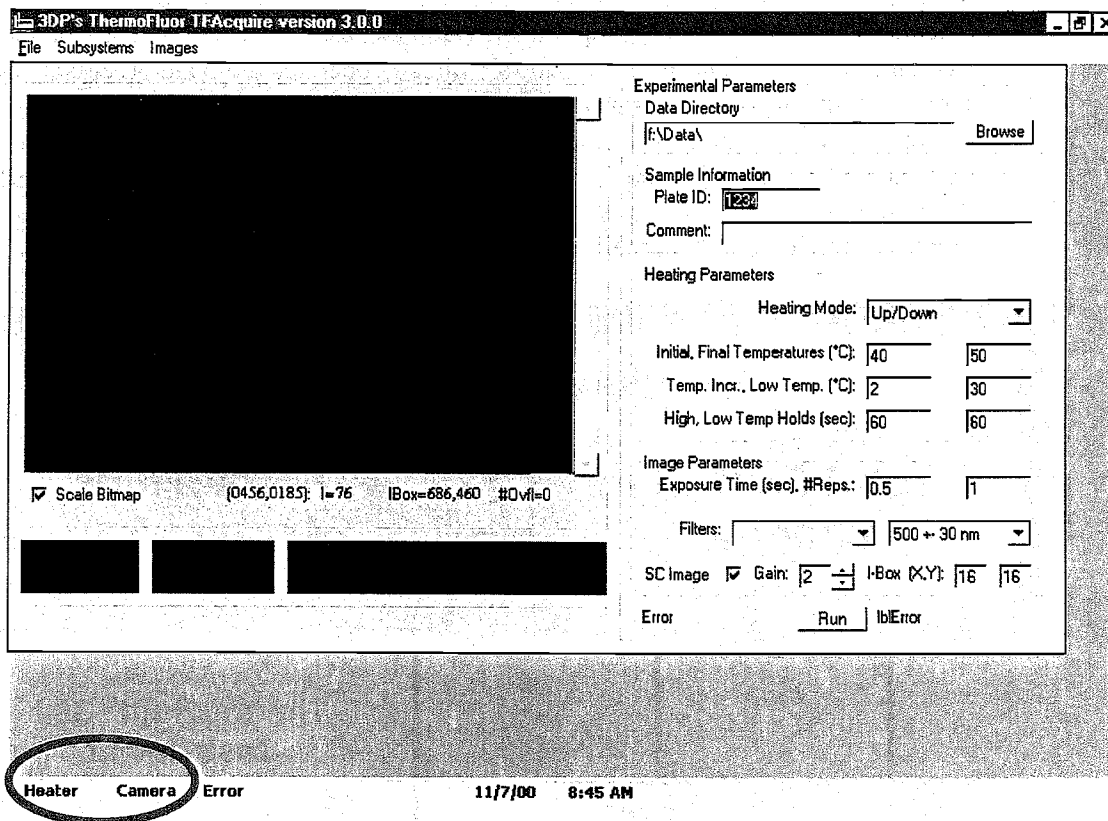 3DP's ThermoFluor TFAcquire version 3.0.0
File Subsystems Images
Experimental Parameters
Data Directory
f:\Data\ Browse
Sample Information
Plate ID: 1234
Comment:
Heating Parameters
Heating Mode: Up/Down
Initial, Final Temperatures (°C): 40 50
Temp. Incr., Low Temp. (°C): 2 30
High, Low Temp Holds (sec): 60 60
Image Parameters
Exposure Time (sec), #Reps.: 0.5 1
Scale Bitmap (0456,0185): I=76 IBox=686,460 #Ovfl=0
Filters: 500 +- 30 nm
SC Image Gain: 2 I-Box (X,Y): 16 16
Error Run lblError
Heater Camera Error 11/7/00 8:45 AM